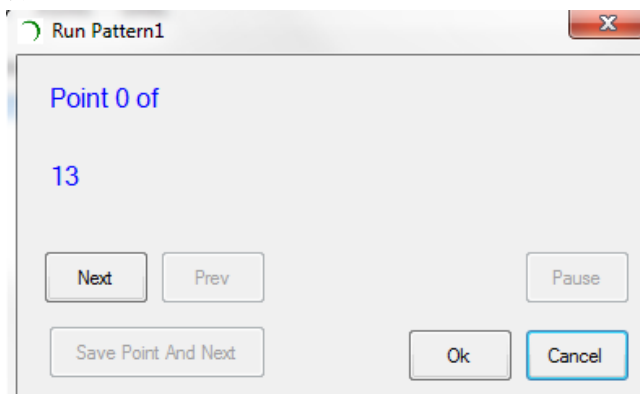 Run Pattern1
X
Point 0 of
13
Next Prev Pause
Save Point And Next Ok Cancel